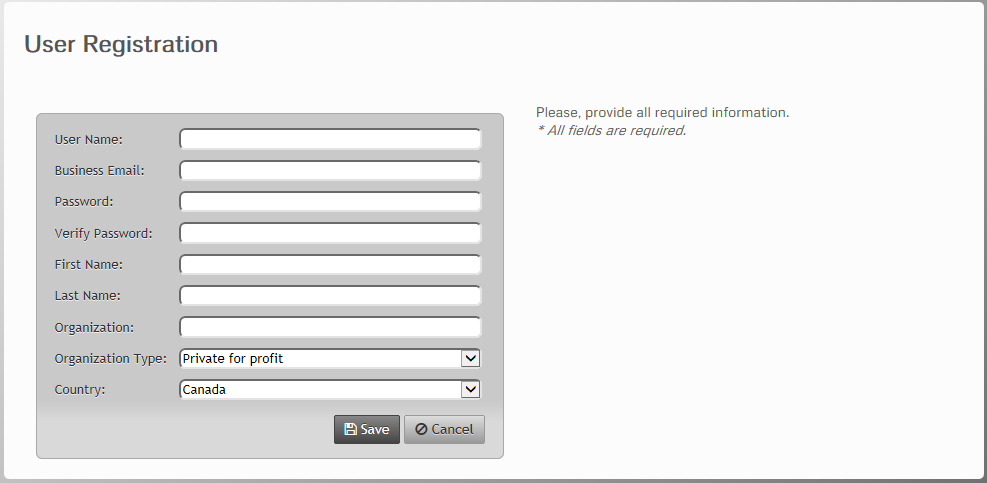 User Registration
Please, provide all required information.
* All fields are required.
User Name:
Business Email:
Password:
Verify Password:
First Name:
Last Name:
Organization:
Organization Type: Private for profit
Country: Canada
Save Cancel